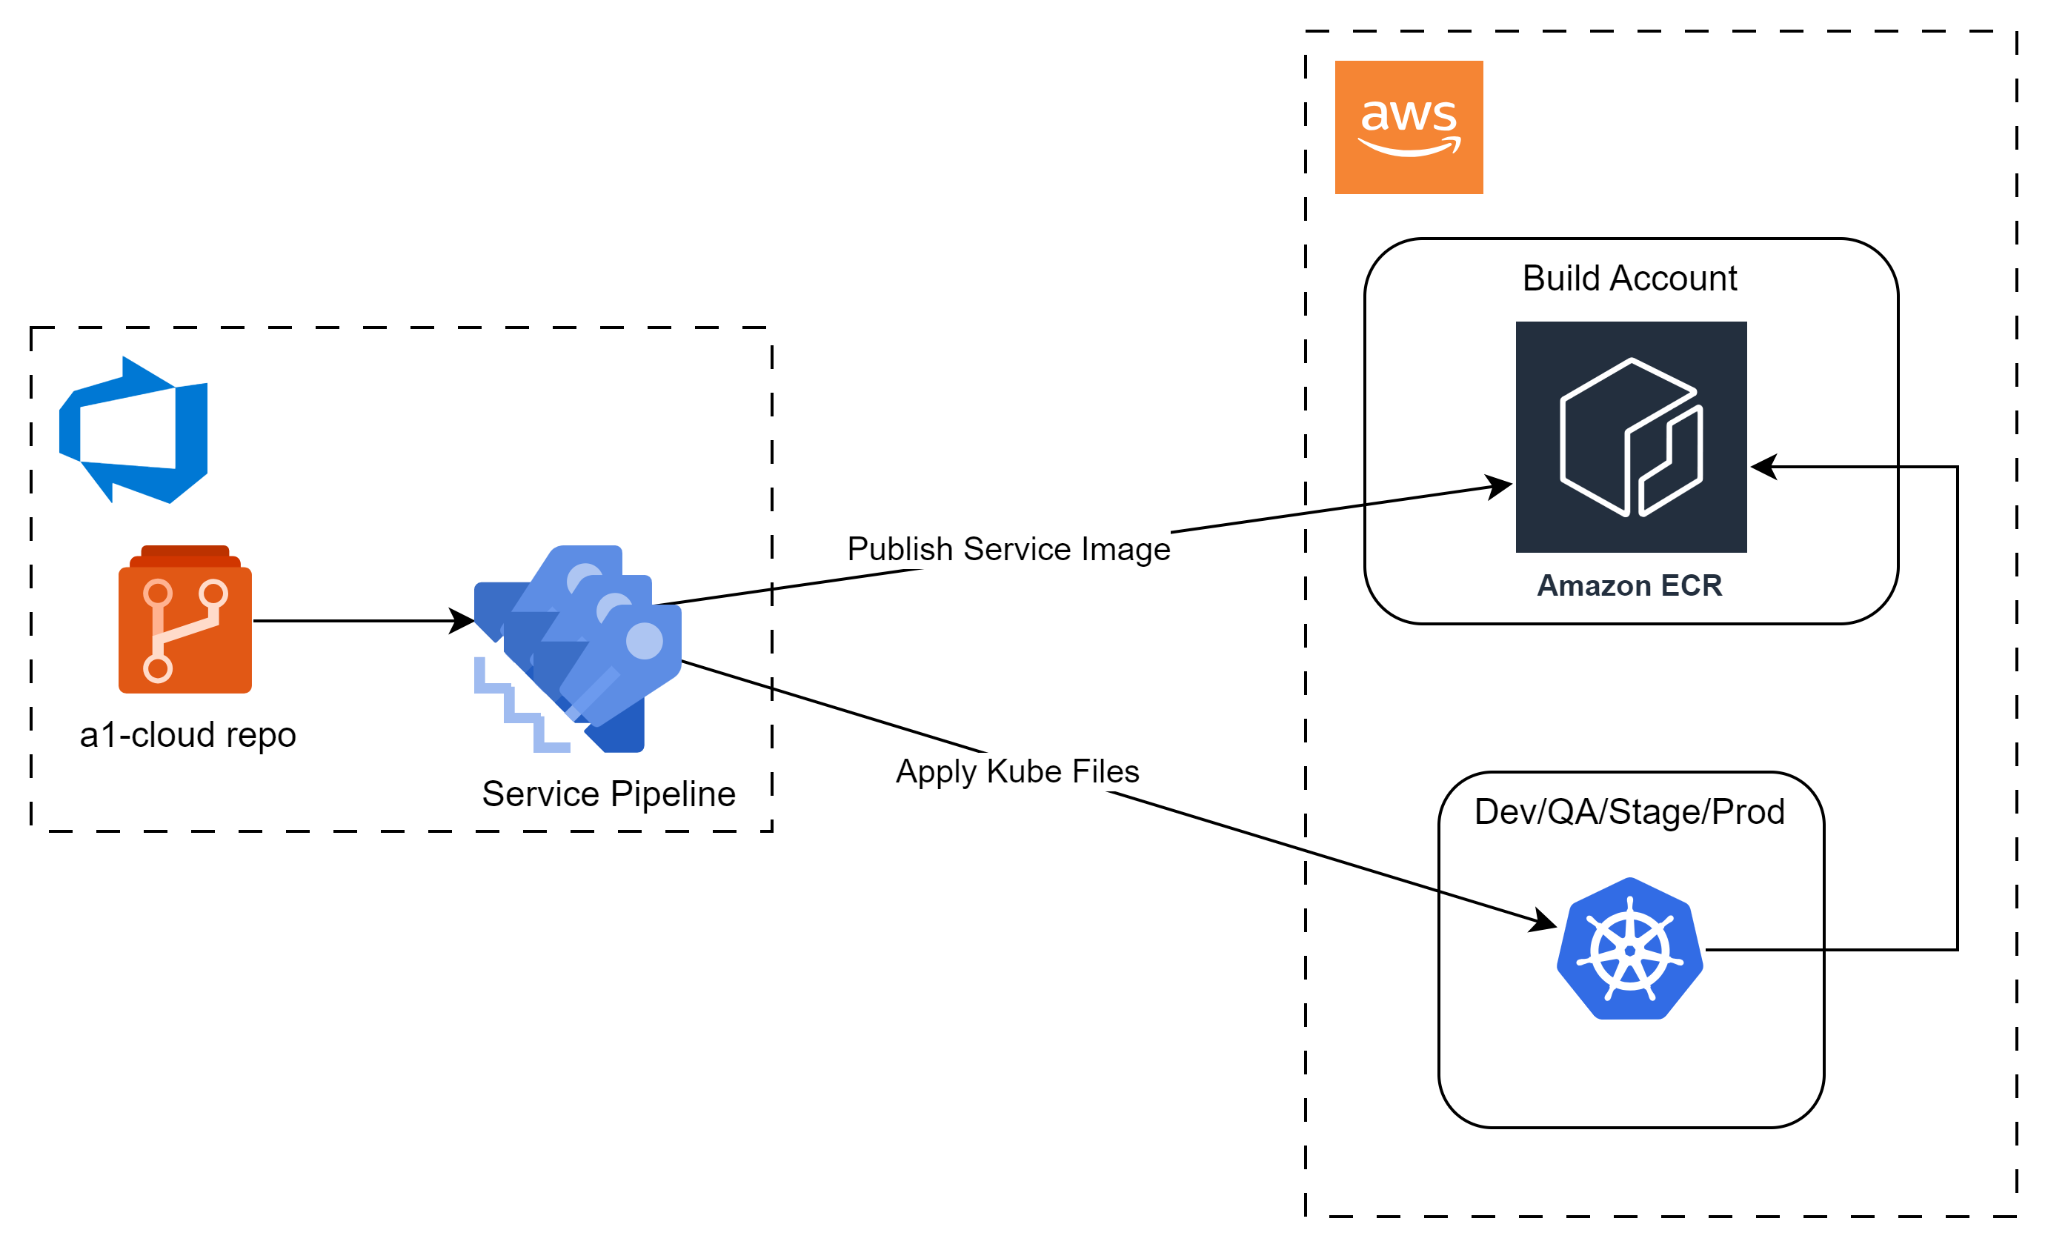 aws
Build Account
Amazon ECR
Publish Service Image
a1-cloud repo
Service Pipeline
Apply Kube Files
Dev/QA/Stage/Prod